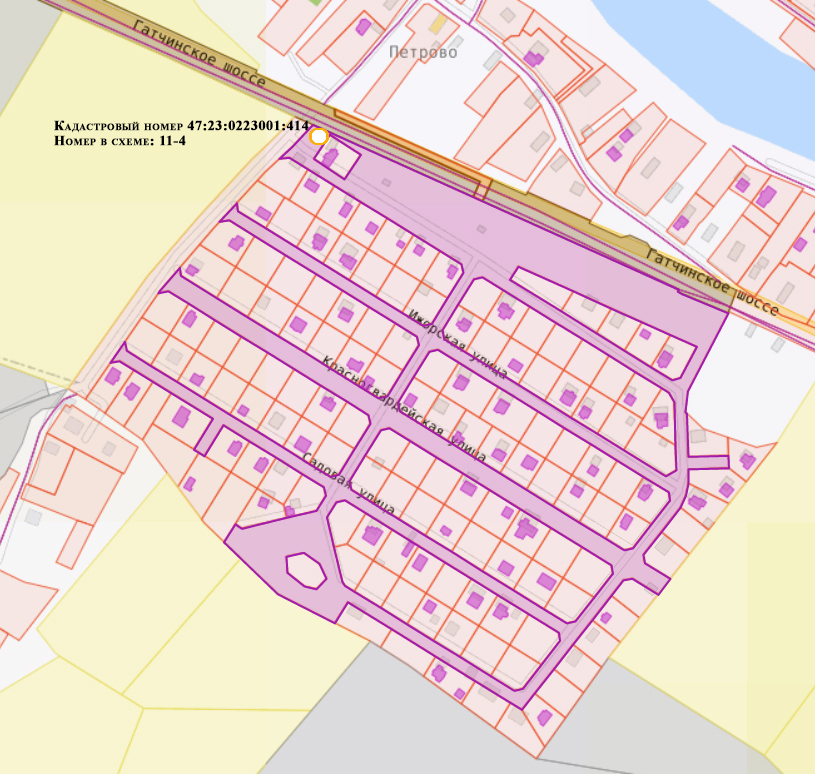 Гатчинское шоссе
Петрово
Кадастровый номер 47:23:0223001:414
Номер в схеме: 11-4
Гатчинское шоссе
Ижорская улица
Красногвардейская улица
Садовая улица